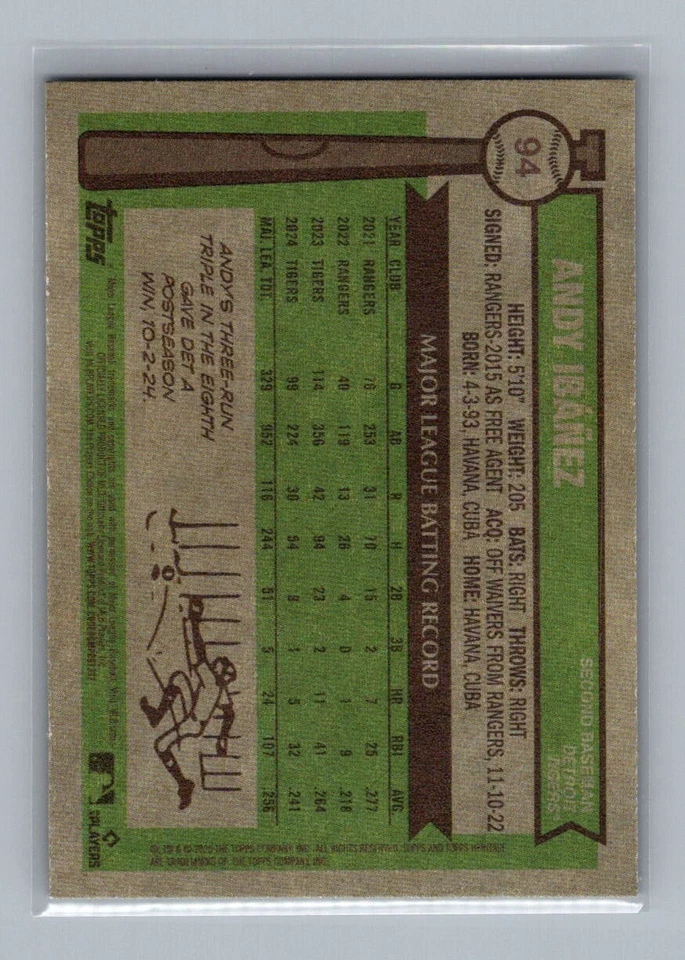 94
ANDY IBÁÑEZ
SECOND BASEMAN
DETROIT
TIGERS
HEIGHT: 5'10" WEIGHT: 205 BATS: RIGHT THROWS: RIGHT
SIGNED: RANGERS-2015 AS FREE AGENT ACQ: OFF WAIVERS FROM RANGERS, 11-10-22
BORN: 4-3-93, HAVANA, CUBA HOME: HAVANA, CUBA
MAJOR LEAGUE BATTING RECORD
YEAR CLUB G AB R H 2B 3B HR RBI AVG
2021 RANGERS 76 253 31 70 15 2 7 25 .277
2022 RANGERS 40 119 13 26 4 0 1 9 .218
2023 TIGERS 114 356 42 94 23 2 11 41 .264
2024 TIGERS 99 224 30 54 8 1 5 32 .241
MAJ. LEA. TOT. 329 952 116 244 51 5 24 107 .256
ANDY'S THREE-RUN
TRIPLE IN THE EIGHTH
GAVE DET A
POSTSEASON
WIN, 10-2-24.
Topps
PLAYERS